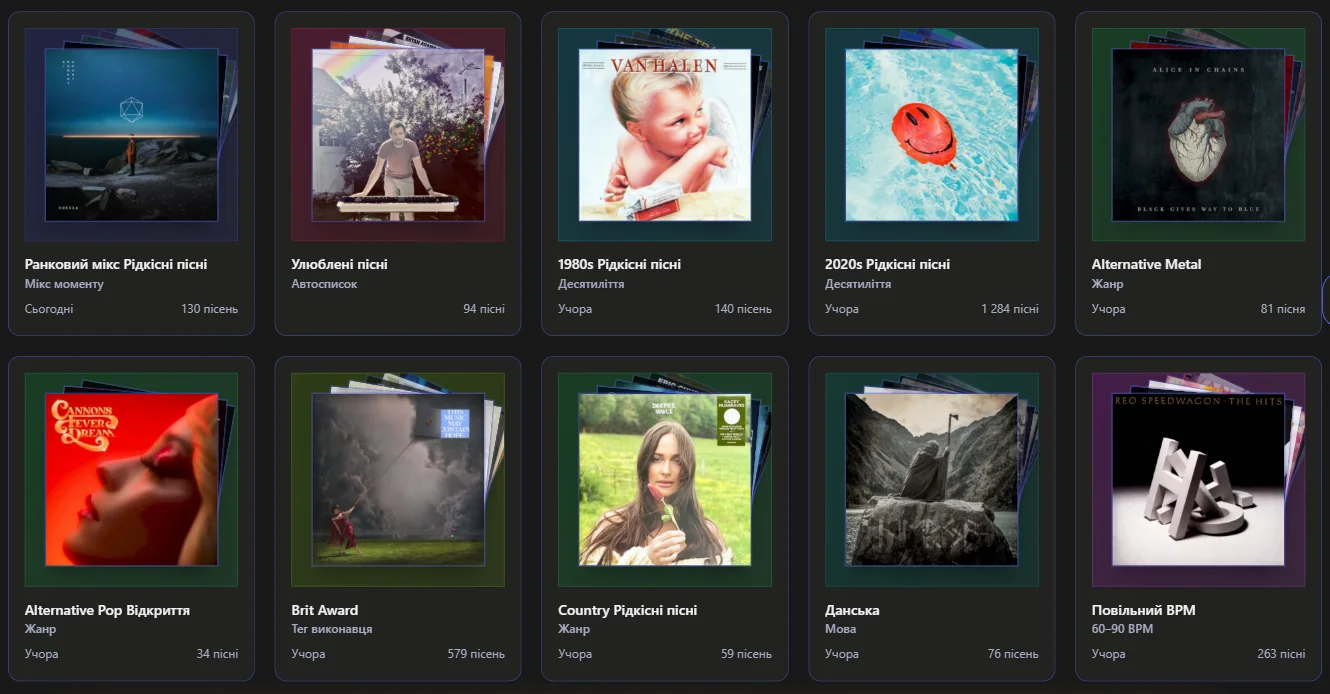 VAN HALEN
ALICE IN CHAINS
BLACK GIVES WAY TO BLUE
Ранковий мікс Рідкісні пісні
Мікс моменту
Сьогодні 130 пісень
Улюблені пісні
Автосписок
94 пісні
1980s Рідкісні пісні
Десятиліття
Учора 140 пісень
2020s Рідкісні пісні
Десятиліття
Учора 1 284 пісні
Alternative Metal
Жанр
Учора 81 пісня
CANNONS
FEVER
DREAM
THIS
MUSIC
MAY
CONTAIN
HOPE
DEEPER
WELL
KACEY
MUSGRAVES
REO SPEEDWAGON · THE HITS
Alternative Pop Відкриття
Жанр
Учора 34 пісні
Brit Award
Тег виконавця
Учора 579 пісень
Country Рідкісні пісні
Жанр
Учора 59 пісень
Данська
Мова
Учора 76 пісень
Повільний BPM
60–90 BPM
Учора 263 пісні